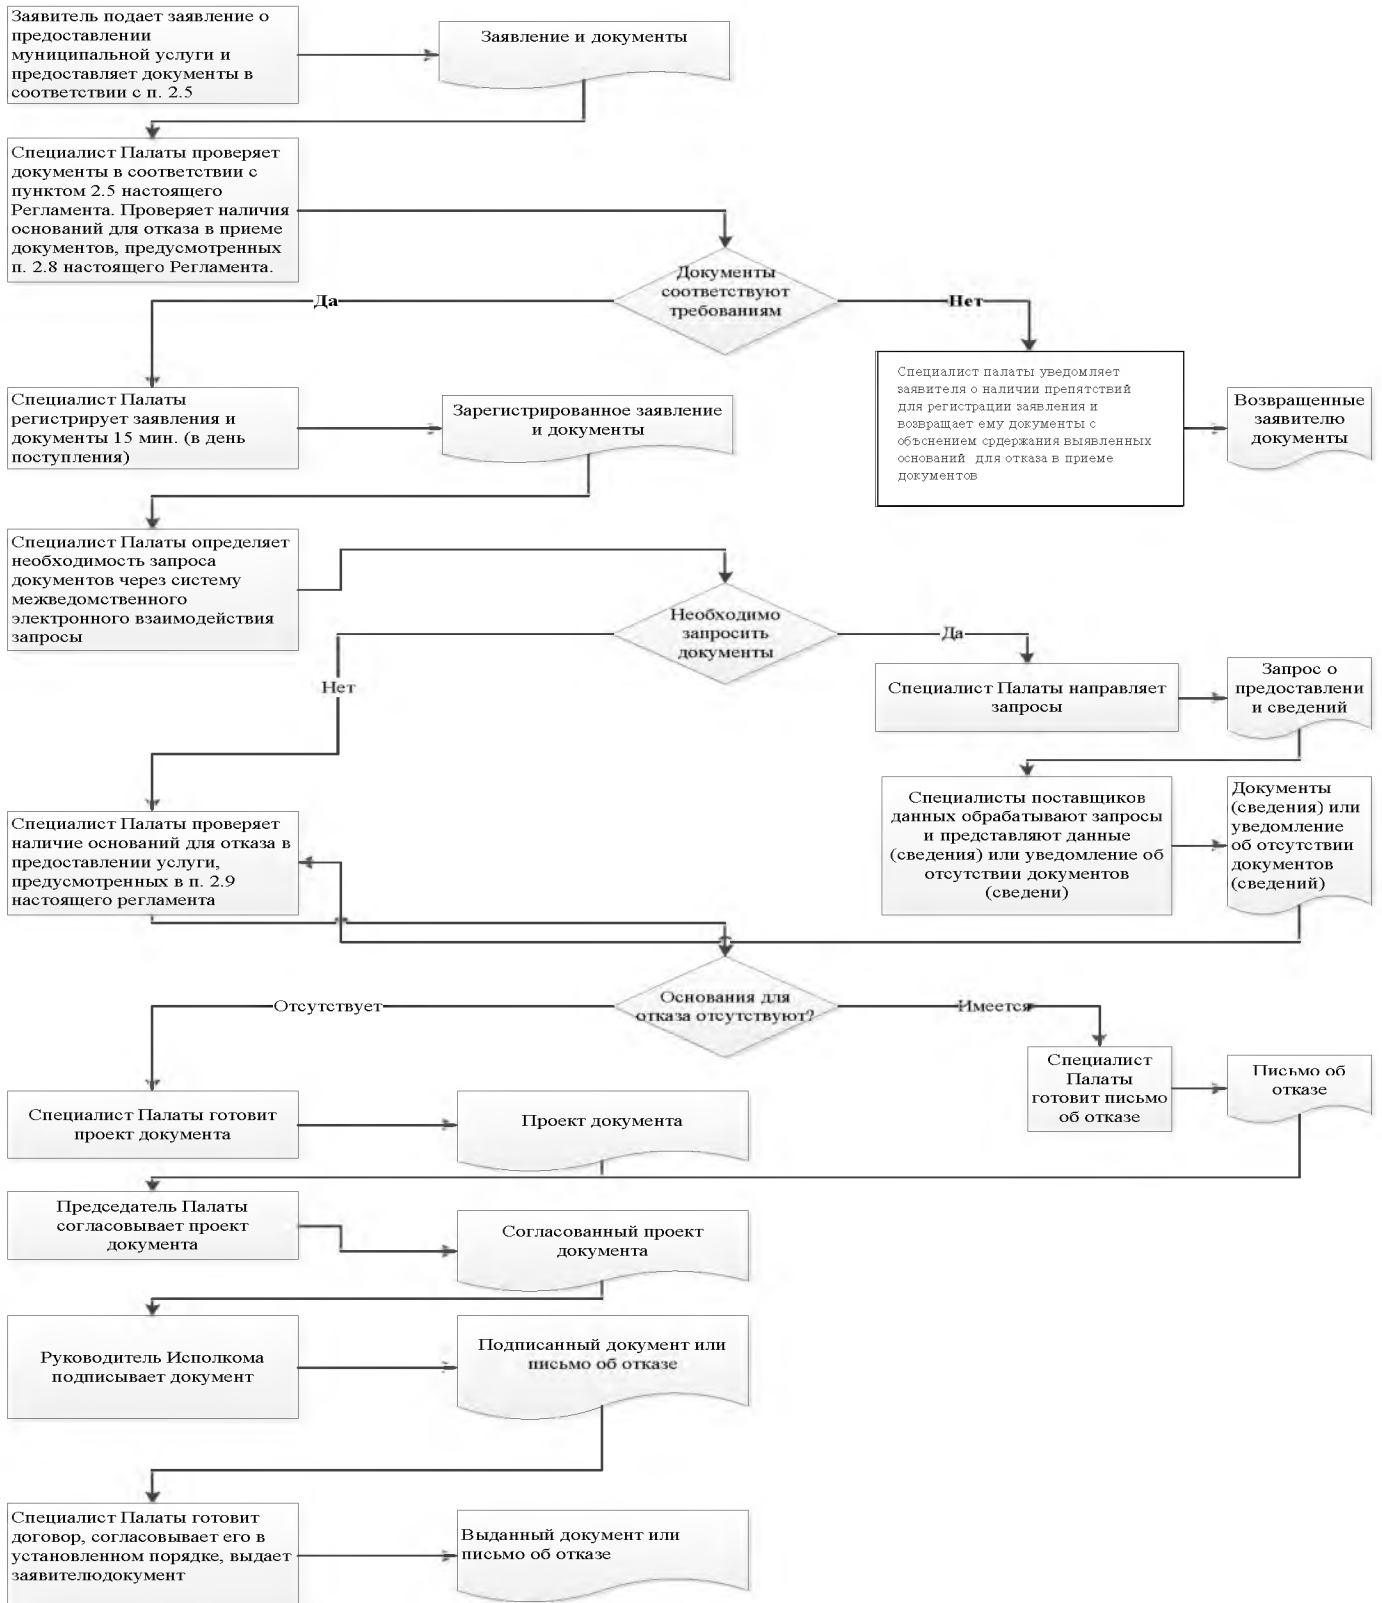 Заявитель подает заявление о
предоставлении
муниципальной услуги и
предоставляет документы в
соответствии с п. 2.5
Заявление и документы
Специалист Палаты проверяет
документы в соответствии с
пунктом 2.5 настоящего
Регламента. Проверяет наличия
оснований для отказа в приеме
документов, предусмотренных
п. 2.8 настоящего Регламента.
Документы
соответствуют
требованиям
Да
Нет
Специалист палаты уведомляет
заявителя о наличии препятствий
для регистрации заявления и
возвращает ему документы с
объснением срдержания выявленных
оснований для отказа в приеме
документов
Возвращенные
заявителю
документы
Специалист Палаты
регистрирует заявления и
документы 15 мин. (в день
поступления)
Зарегистрированное заявление
и документы
Специалист Палаты определяет
необходимость запроса
документов через систему
межведомственного
электронного взаимодействия
запросы
Необходимо
запросить
документы
Да
Нет
Специалист Палаты направляет
запросы
Запрос о
предоставлени
и сведений
Специалисты поставщиков
данных обрабатывают запросы
и представляют данные
(сведения) или уведомление об
отсутствии документов
(сведени)
Документы
(сведения) или
уведомление
об отсутствии
документов
(сведений)
Специалист Палаты проверяет
наличие оснований для отказа в
предоставлении услуги,
предусмотренных в п. 2.9
настоящего регламента
Основания для
отказа отсутствуют?
Отсутствует
Имеется
Специалист
Палаты
готовит письмо
об отказе
Письмо об
отказе
Специалист Палаты готовит
проект документа
Проект документа
Председатель Палаты
согласовывает проект
документа
Согласованный проект
документа
Руководитель Исполкома
подписывает документ
Подписанный документ или
письмо об отказе
Специалист Палаты готовит
договор, согласовывает его в
установленном порядке, выдает
заявителюдокумент
Выданный документ или
письмо об отказе